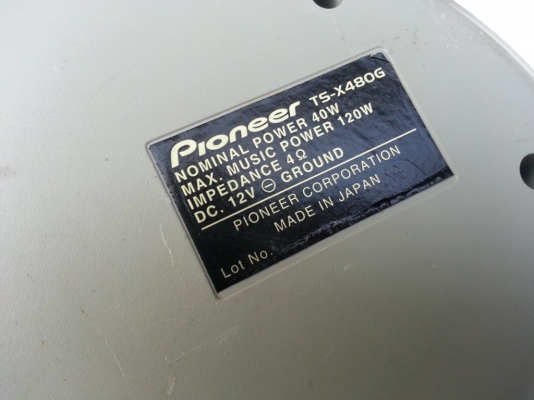 Pioneer TS-X480G
NOMINAL POWER 40W
MAX. MUSIC POWER 120W
IMPEDANCE 4 Ω
DC. 12V ⊖ GROUND
PIONEER CORPORATION
MADE IN JAPAN
Lot No.